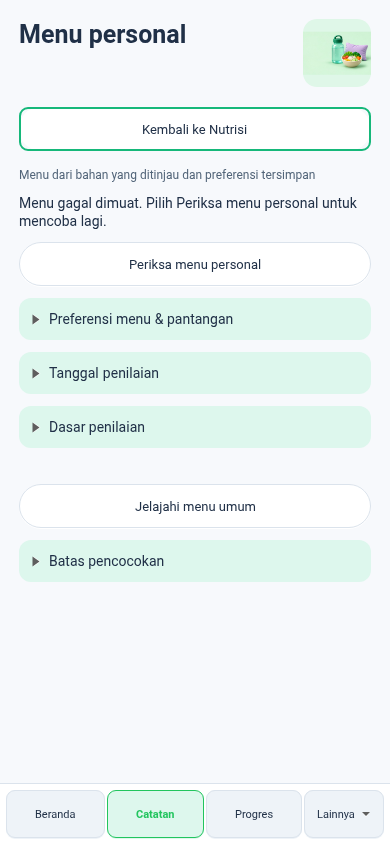 Menu personal
Kembali ke Nutrisi
Menu dari bahan yang ditinjau dan preferensi tersimpan
Menu gagal dimuat. Pilih Periksa menu personal untuk
mencoba lagi.
Periksa menu personal
Preferensi menu & pantangan
Tanggal penilaian
Dasar penilaian
Jelajahi menu umum
Batas pencocokan
Beranda
Catatan
Progres
Lainnya